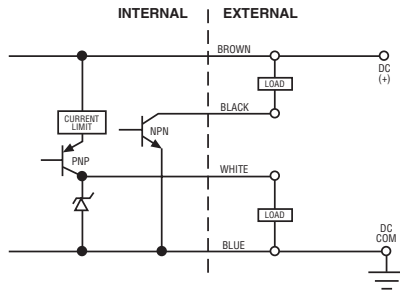 INTERNAL EXTERNAL
BROWN
DC
(+)
LOAD
BLACK
CURRENT
LIMIT
NPN
PNP
WHITE
LOAD
DC
COM
BLUE